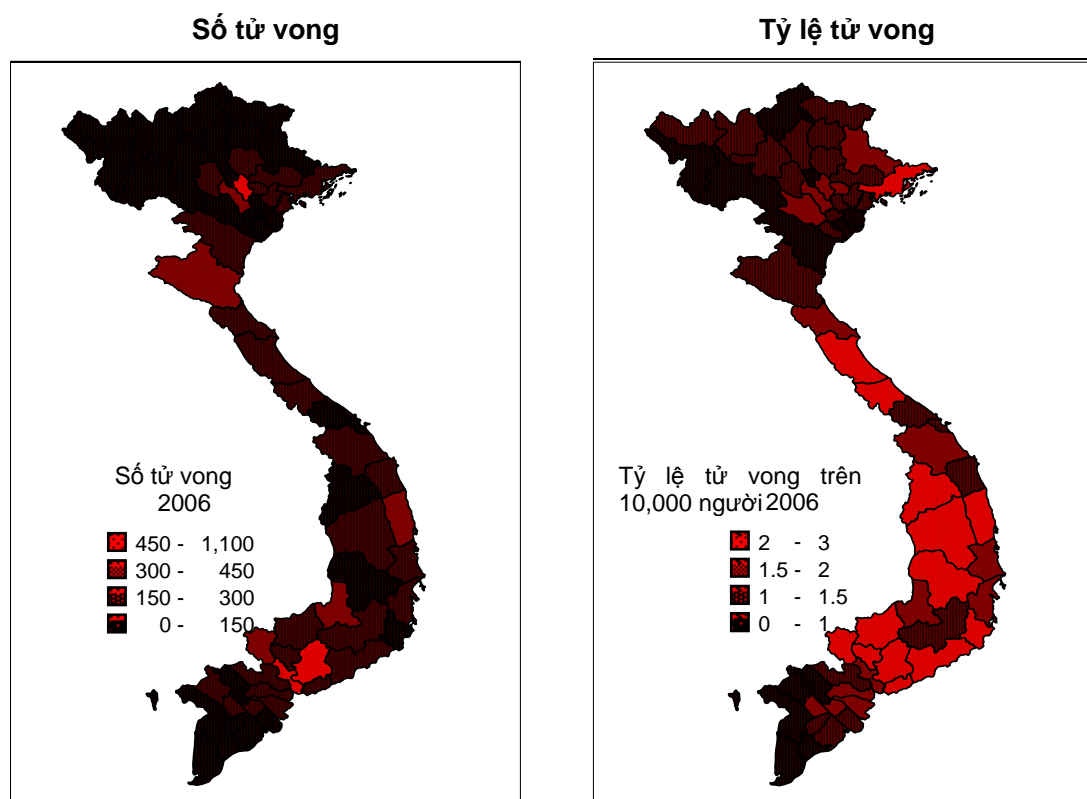 Số tử vong
Tỷ lệ tử vong
Số tử vong
2006
450 - 1,100
300 - 450
150 - 300
0 - 150
Tỷ lệ tử vong trên
10,000 người 2006
2 - 3
1.5 - 2
1 - 1.5
0 - 1